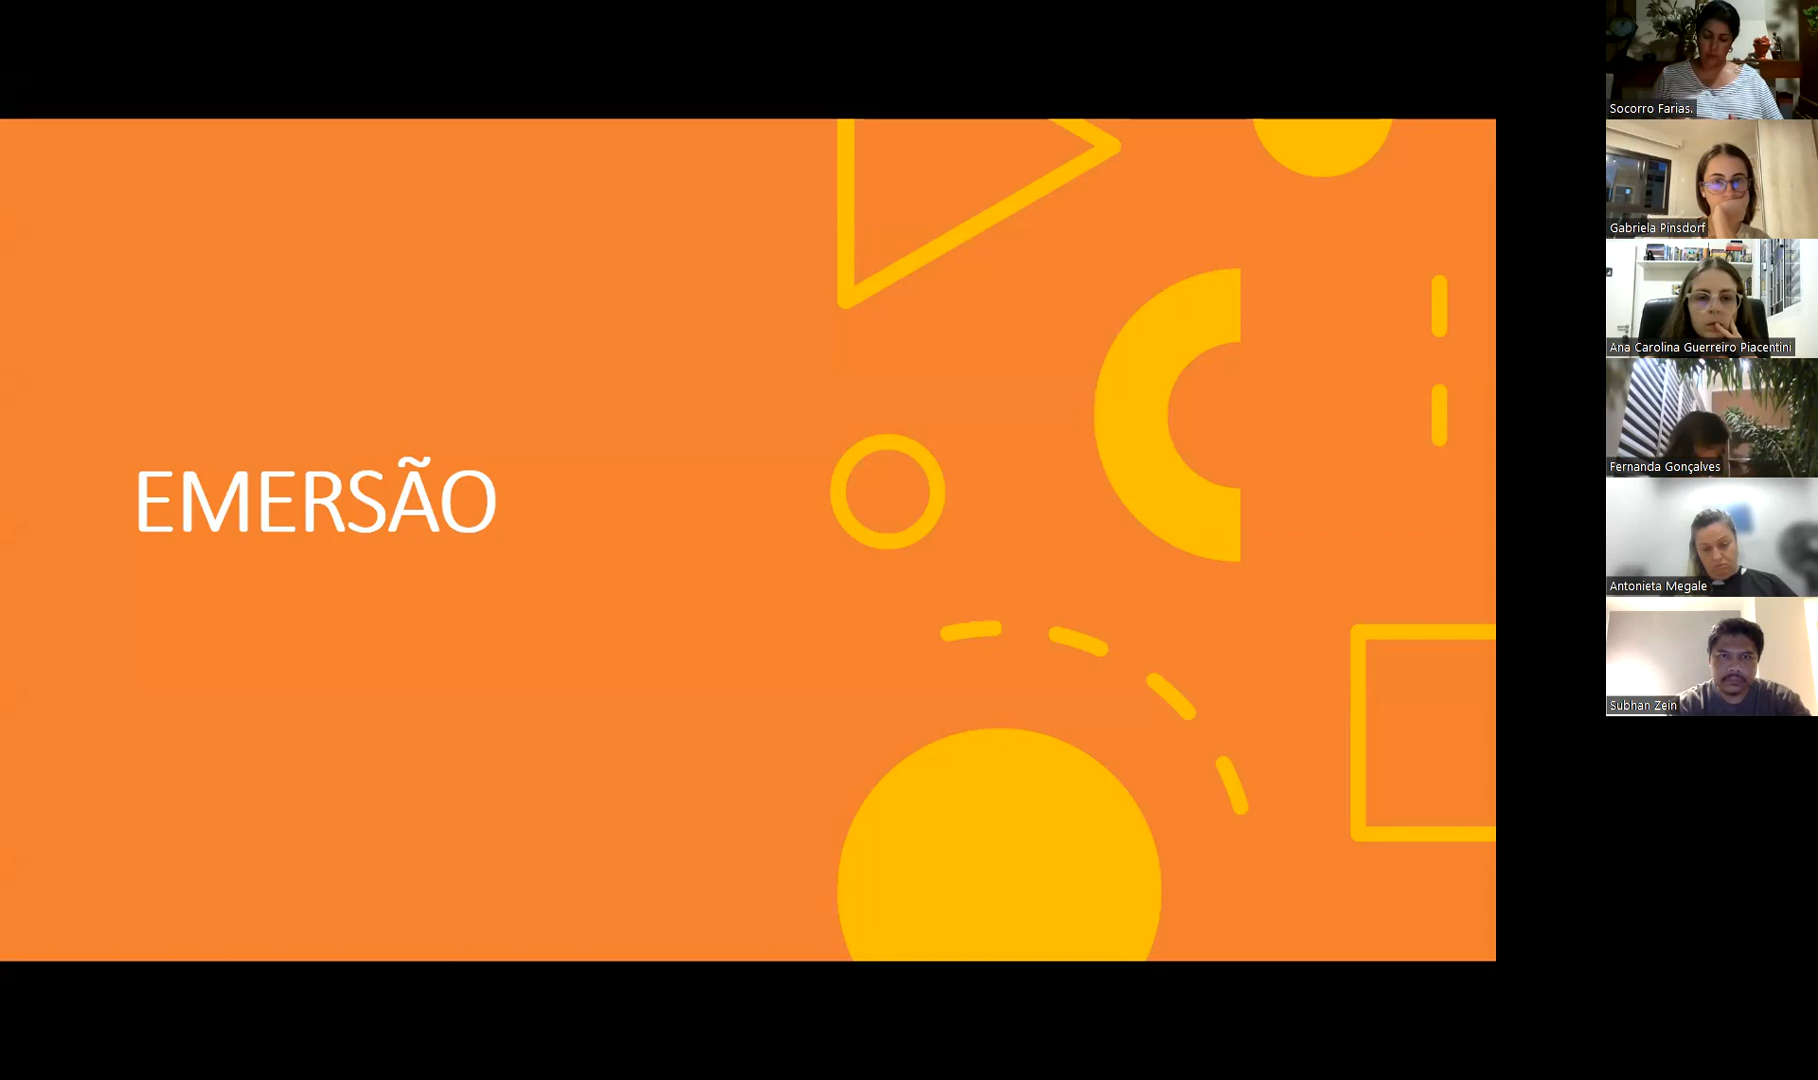 EMERSÃO
Socorro Farias.
Gabriela Pinsdorf
Ana Carolina Guerreiro Piacentini
Fernanda Gonçalves
Antonieta Megale
Subhan Zein